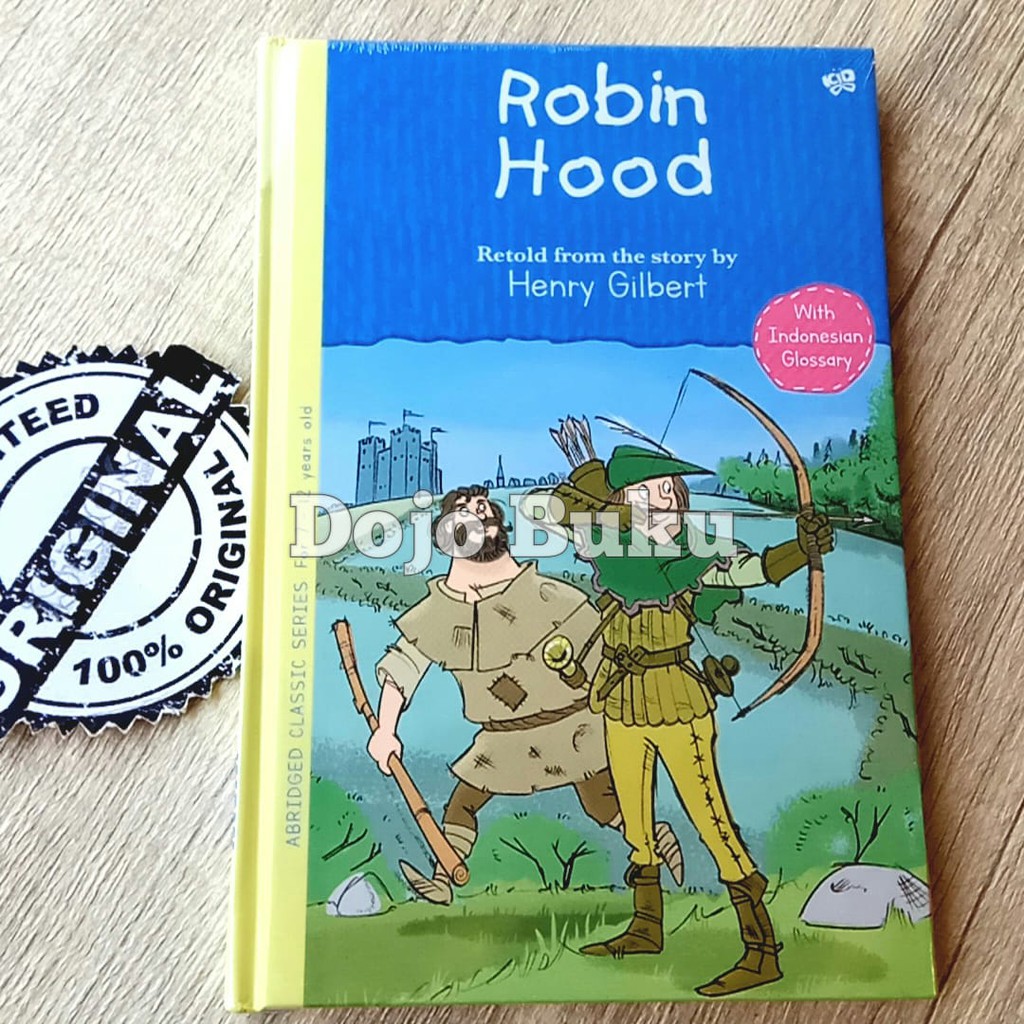 Robin
Hood
Retold from the story by
Henry Gilbert
With
Indonesian
Glossary
Dojo Buku
ABRIDGED CLASSIC SERIES
years old
ORIGINAL
ORIGINAL
100%